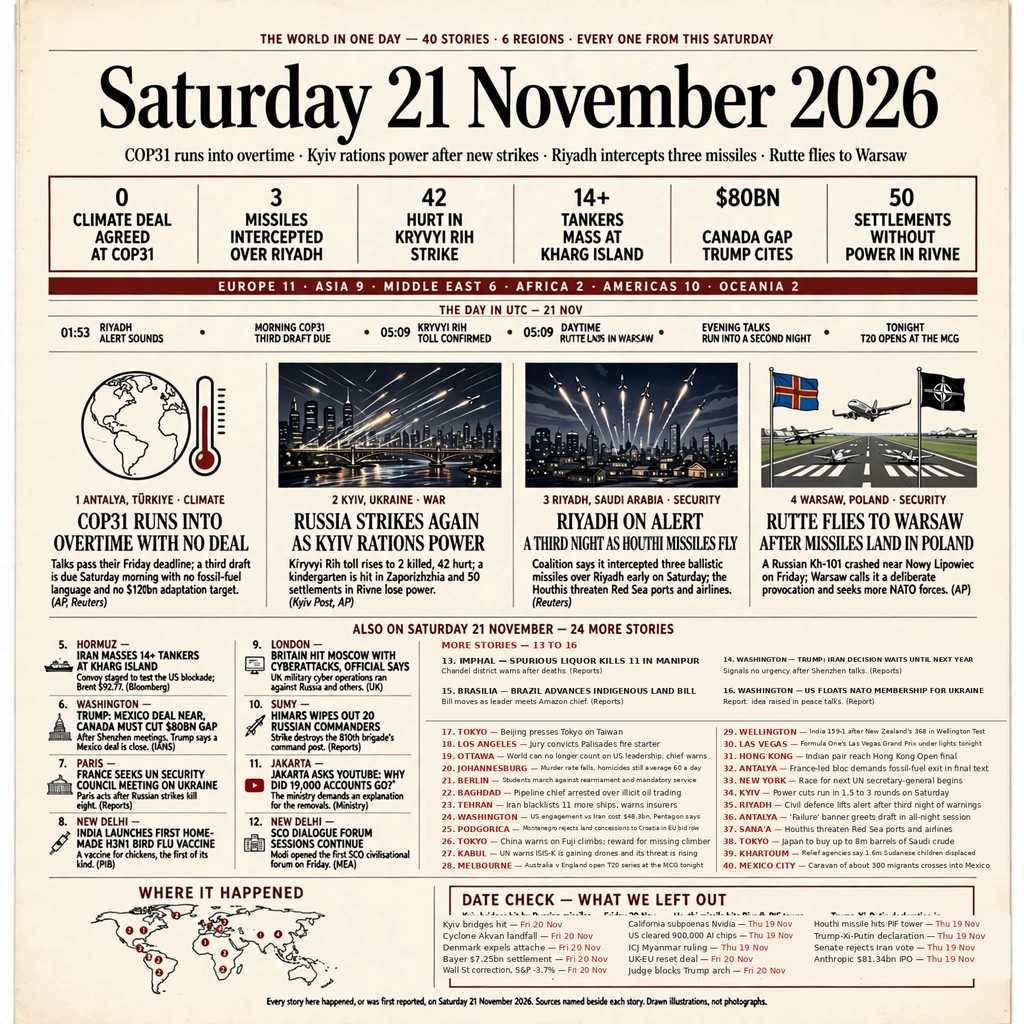 THE WORLD IN ONE DAY — 40 STORIES · 6 REGIONS · EVERY ONE FROM THIS SATURDAY
Saturday 21 November 2026
COP31 runs into overtime · Kyiv rations power after new strikes · Riyadh intercepts three missiles · Rutte flies to Warsaw
0
CLIMATE DEAL
AGREED
AT COP31
3
MISSILES
INTERCEPTED
OVER RIYADH
42
HURT IN
KRYVYI RIH
STRIKE
14+
TANKERS
MASS AT
KHARG ISLAND
$80BN
CANADA GAP
TRUMP CITES
50
SETTLEMENTS
WITHOUT
POWER IN RIVNE
EUROPE 11 · ASIA 9 · MIDDLE EAST 6 · AFRICA 2 · AMERICAS 10 · OCEANIA 2
THE DAY IN UTC — 21 NOV
01:53 RIYADH
ALERT SOUNDS
MORNING COP31
THIRD DRAFT DUE
05:09 KRYVYI RIH
TOLL CONFIRMED
05:09 DAYTIME
RUTTE IN WARSAW
EVENING TALKS
RUN INTO A SECOND NIGHT
TONIGHT
T20 OPENS AT THE MCG
1 ANTALYA, TÜRKIYE · CLIMATE
COP31 RUNS INTO
OVERTIME WITH NO DEAL
Talks pass their Friday deadline; a third draft
is due Saturday morning with no fossil-fuel
language and no $120bn adaptation target.
(AP, Reuters)
2 KYIV, UKRAINE · WAR
RUSSIA STRIKES AGAIN
AS KYIV RATIONS POWER
Kíryvyi Rih toll rises to 2 killed, 42 hurt; a
kindergarten is hit in Zaporizhzhia and 50
settlements in Rivne lose power.
(Kyiv Post, AP)
3 RIYADH, SAUDI ARABIA · SECURITY
RIYADH ON ALERT
A THIRD NIGHT AS HOUTHI MISSILES FLY
Coalition says it intercepted three ballistic
missiles over Riyadh early on Saturday; the
Houthis threaten Red Sea ports and airlines.
(Reuters)
4 WARSAW, POLAND · SECURITY
RUTTE FLIES TO WARSAW
AFTER MISSILES LAND IN POLAND
A Russian Kh-101 crashed near Nowy Lipowiec
on Friday; Warsaw calls it a deliberate
provocation and seeks more NATO forces. (AP)
ALSO ON SATURDAY 21 NOVEMBER — 24 MORE STORIES
5. HORMUZ —
IRAN MASSES 14+ TANKERS
AT KHARG ISLAND
Convoy staged to test the US blockade;
Brent $92.77. (Bloomberg)
6. WASHINGTON —
TRUMP: MEXICO DEAL NEAR,
CANADA MUST CUT $80BN GAP
After Shenzhen meetings. Trump says a
Mexico deal is close. (IANS)
7. PARIS —
FRANCE SEEKS UN SECURITY
COUNCIL MEETING ON UKRAINE
Paris acts after Russian strikes kill
eight. (Reports)
8. NEW DELHI —
INDIA LAUNCHES FIRST HOME-
MADE H3N1 BIRD FLU VACCINE
A vaccine for chickens, the first of its
kind. (PIB)
9. LONDON —
BRITAIN HIT MOSCOW WITH
CYBERATTACKS, OFFICIAL SAYS
UK military cyber operations ran
against Russia and others. (UK)
10. SUMY —
HIMARS WIPES OUT 20
RUSSIAN COMMANDERS
Strike destroys the 810th brigade's
command post. (Reports)
11. JAKARTA —
JAKARTA ASKS YOUTUBE: WHY
DID 19,000 ACCOUNTS GO?
The ministry demands an explanation
for the removals. (Ministry)
12. NEW DELHI —
SCO DIALOGUE FORUM
SESSIONS CONTINUE
Modi opened the first SCO civilisational
forum on Friday. (MEA)
MORE STORIES — 13 TO 16
13. IMPHAL — SPURIOUS LIQUOR KILLS 11 IN MANIPUR
Chandel district warns after deaths. (Reports)
14. WASHINGTON — TRUMP: IRAN DECISION WAITS UNTIL NEXT YEAR
Signals no urgency after Shenzhen talks. (Reports)
15. BRASILIA — BRAZIL ADVANCES INDIGENOUS LAND BILL
Bill moves as leader meets Amazon chief. (Reports)
16. WASHINGTON — US FLOATS NATO MEMBERSHIP FOR UKRAINE
Report: idea raised in peace talks. (Report)
17. TOKYO — Beijing presses Tokyo on Taiwan
18. LOS ANGELES — Jury convicts Palisades fire starter
19. OTTAWA — World can no longer count on US leadership, chief warns
20. JOHANNESBURG — Murder rate falls, homicides still average 60 a day
21. BERLIN — Students march against rearmament and mandatory service
22. BAGHDAD — Pipeline chief arrested over illicit oil trading
23. TEHRAN — Iran blacklists 11 more ships, warns insurers
24. WASHINGTON — US engagement vs Iran cost $48.3bn, Pentagon says
25. PODGORICA — Montenegro rejects land concessions to Croatia in EU bid row
26. TOKYO — China warns on Fuji climbs; reward for missing climber
27. KABUL — UN warns ISIS-K is gaining drones and its threat is rising
28. MELBOURNE — Australia v England open T20 series at the MCG tonight
29. WELLINGTON — India 159-1 after New Zealand's 368 in Wellington Test
30. LAS VEGAS — Formula One's Las Vegas Grand Prix under lights tonight
31. HONG KONG — Indian pair reach Hong Kong Open final
32. ANTALYA — France-led bloc demands fossil-fuel exit in final text
33. NEW YORK — Race for next UN secretary-general begins
34. KYIV — Power cuts run in 1.5 to 3 rounds on Saturday
35. RIYADH — Civil defence lifts alert after third night of warnings
36. ANTALYA — 'Failure' banner greets draft in all-night session
37. SANA'A — Houthis threaten Red Sea ports and airlines
38. TOKYO — Japan to buy up to 2m barrels of Saudi crude
39. KHARTOUM — Relief agencies say 1.6m Sudanese children displaced
40. MEXICO CITY — Caravan of about 300 migrants crosses into Mexico
WHERE IT HAPPENED
DATE CHECK — WHAT WE LEFT OUT
Kyiv bridges hit — Fri 20 Nov
Cyclone Akvan landfall — Fri 20 Nov
Denmark expels attache — Fri 20 Nov
Bayer $7.25bn settlement — Fri 20 Nov
Wall St correction, S&P -3.7% — Fri 20 Nov
California subpoenas Nvidia — Thu 19 Nov
US cleared 900,000 AI chips — Thu 19 Nov
ICJ Myanmar ruling — Thu 19 Nov
UK-EU reset deal — Fri 20 Nov
Judge blocks Trump arch — Fri 20 Nov
Houthi missile hits PIF tower — Thu 19 Nov
Trump-Xi-Putin declaration — Thu 19 Nov
Senate rejects Iran vote — Thu 19 Nov
Anthropic $81.34bn IPO — Thu 19 Nov
Every story here happened, or was first reported, on Saturday 21 November 2026. Sources named beside each story. Drawn illustrations, not photographs.